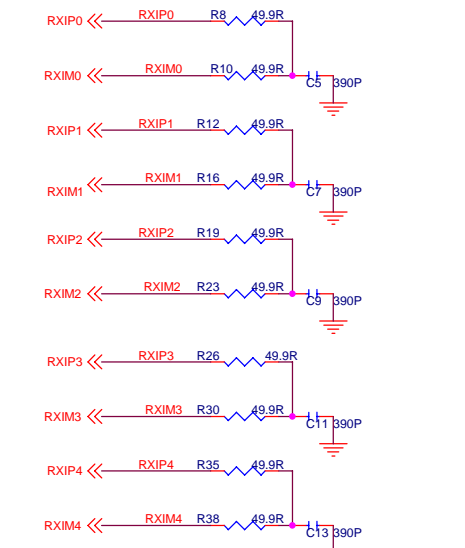 RXIP0 RXIP0 R8 49.9R
RXIM0 RXIM0 R10 49.9R
C5 390P
RXIP1 RXIP1 R12 49.9R
RXIM1 RXIM1 R16 49.9R
C7 390P
RXIP2 RXIP2 R19 49.9R
RXIM2 RXIM2 R23 49.9R
C9 390P
RXIP3 RXIP3 R26 49.9R
RXIM3 RXIM3 R30 49.9R
C11 390P
RXIP4 RXIP4 R35 49.9R
RXIM4 RXIM4 R38 49.9R
C13 390P